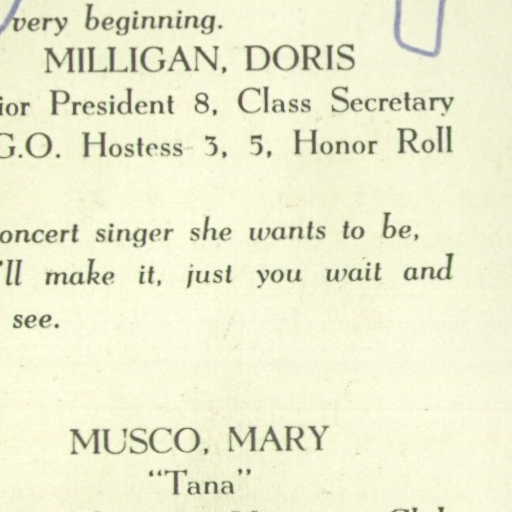 very beginning.
MILLIGAN, DORIS
ior President 8, Class Secretary
G.O. Hostess 3, 5, Honor Roll
oncert singer she wants to be,
'll make it, just you wait and
see.
MUSCO, MARY
"Tana"